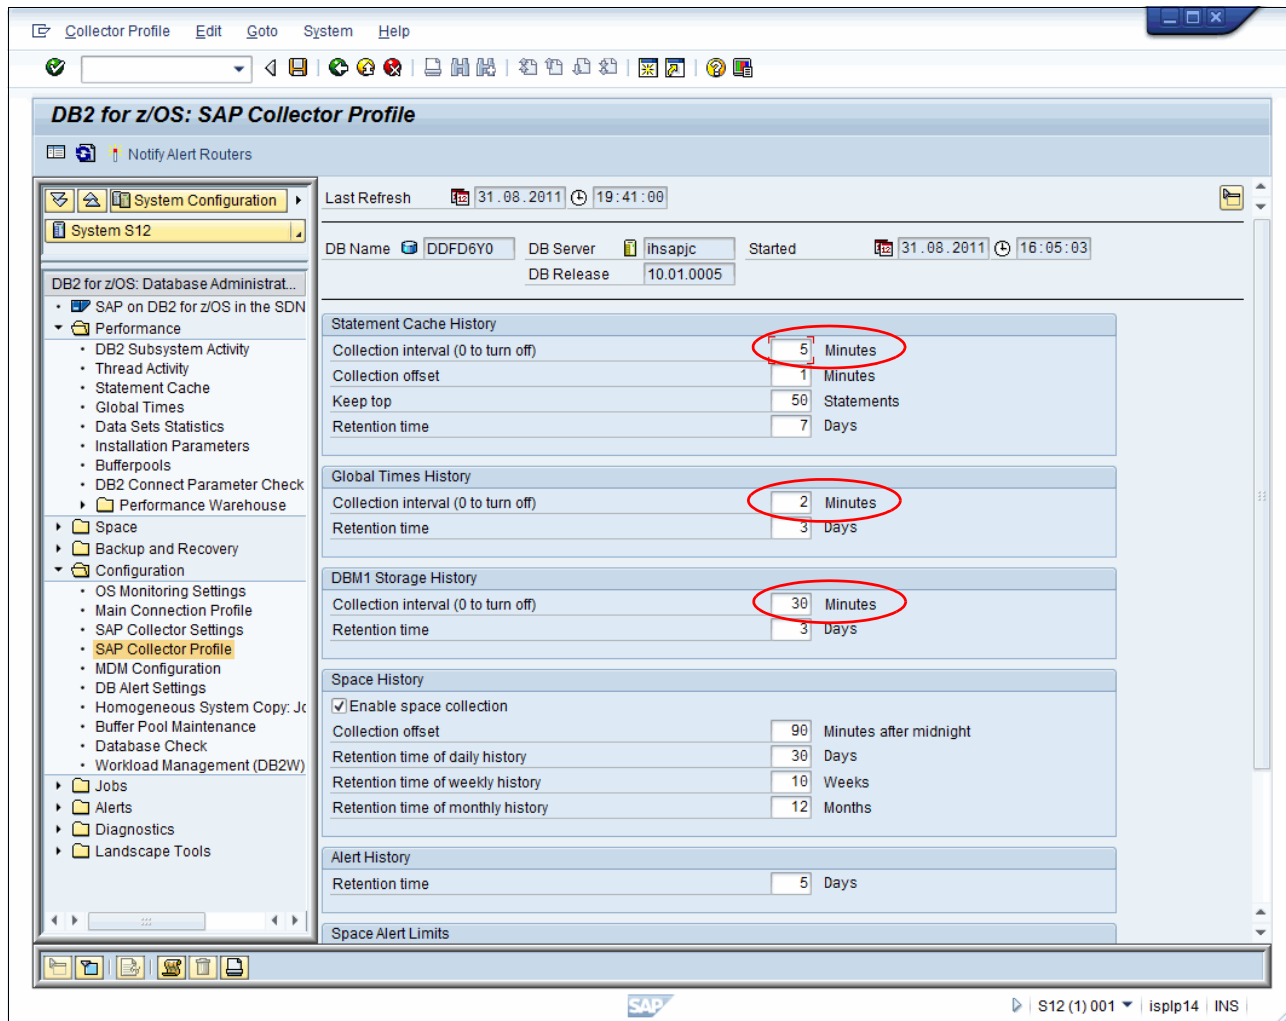 Collector Profile Edit Goto System Help
DB2 for z/OS: SAP Collector Profile
Notify Alert Routers
System Configuration
System S12
DB2 for z/OS: Database Administrat...
SAP on DB2 for z/OS in the SDN
Performance
DB2 Subsystem Activity
Thread Activity
Statement Cache
Global Times
Data Sets Statistics
Installation Parameters
Bufferpools
DB2 Connect Parameter Check
Performance Warehouse
Space
Backup and Recovery
Configuration
OS Monitoring Settings
Main Connection Profile
SAP Collector Settings
SAP Collector Profile
MDM Configuration
DB Alert Settings
Homogeneous System Copy: Jc
Buffer Pool Maintenance
Database Check
Workload Management (DB2W)
Jobs
Alerts
Diagnostics
Landscape Tools
Last Refresh 31.08.2011 19:41:00
DB Name DDFD6Y0 DB Server ihsapjc Started 31.08.2011 16:05:03
DB Release 10.01.0005
Statement Cache History
Collection interval (0 to turn off) 5 Minutes
Collection offset 1 Minutes
Keep top 50 Statements
Retention time 7 Days
Global Times History
Collection interval (0 to turn off) 2 Minutes
Retention time 3 Days
DBM1 Storage History
Collection interval (0 to turn off) 30 Minutes
Retention time 3 Days
Space History
Enable space collection
Collection offset 90 Minutes after midnight
Retention time of daily history 30 Days
Retention time of weekly history 10 Weeks
Retention time of monthly history 12 Months
Alert History
Retention time 5 Days
Space Alert Limits
SAP S12 (1) 001 isplp14 INS